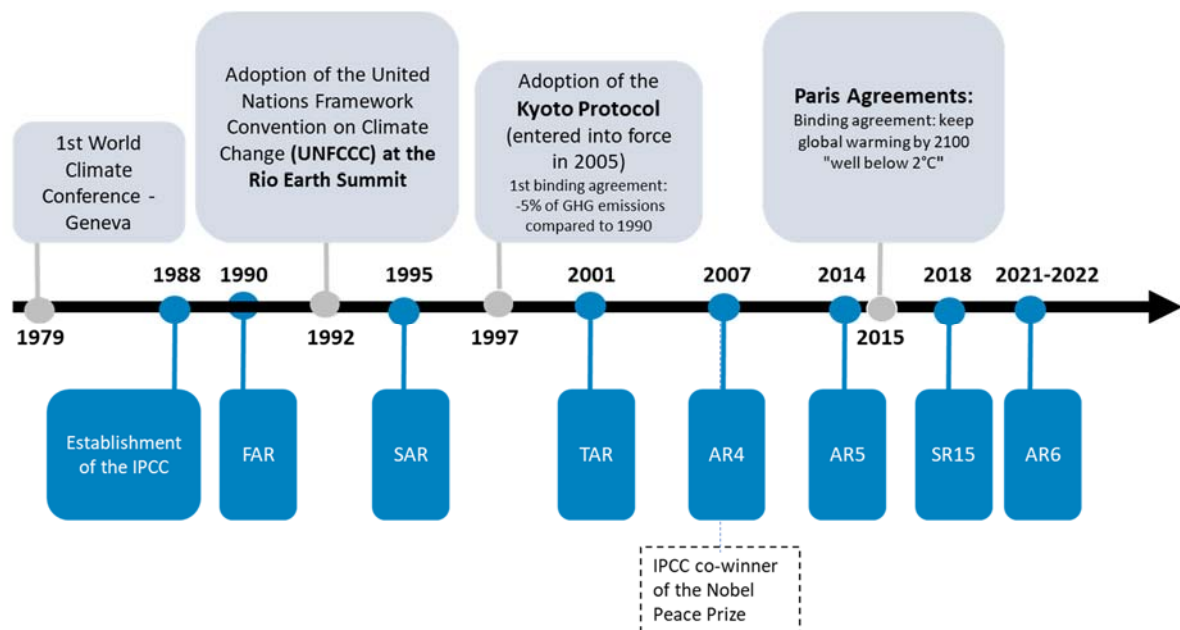 1st World
Climate
Conference -
Geneva
Adoption of the United
Nations Framework
Convention on Climate
Change (UNFCCC) at the
Rio Earth Summit
Adoption of the
Kyoto Protocol
(entered into force
in 2005)
1st binding agreement:
-5% of GHG emissions
compared to 1990
Paris Agreements:
Binding agreement: keep
global warming by 2100
"well below 2°C"
1988
1990
1995
2001
2007
2014
2018
2021-2022
1979
1992
1997
2015
Establishment
of the IPCC
FAR
SAR
TAR
AR4
AR5
SR15
AR6
IPCC co-winner
of the Nobel
Peace Prize